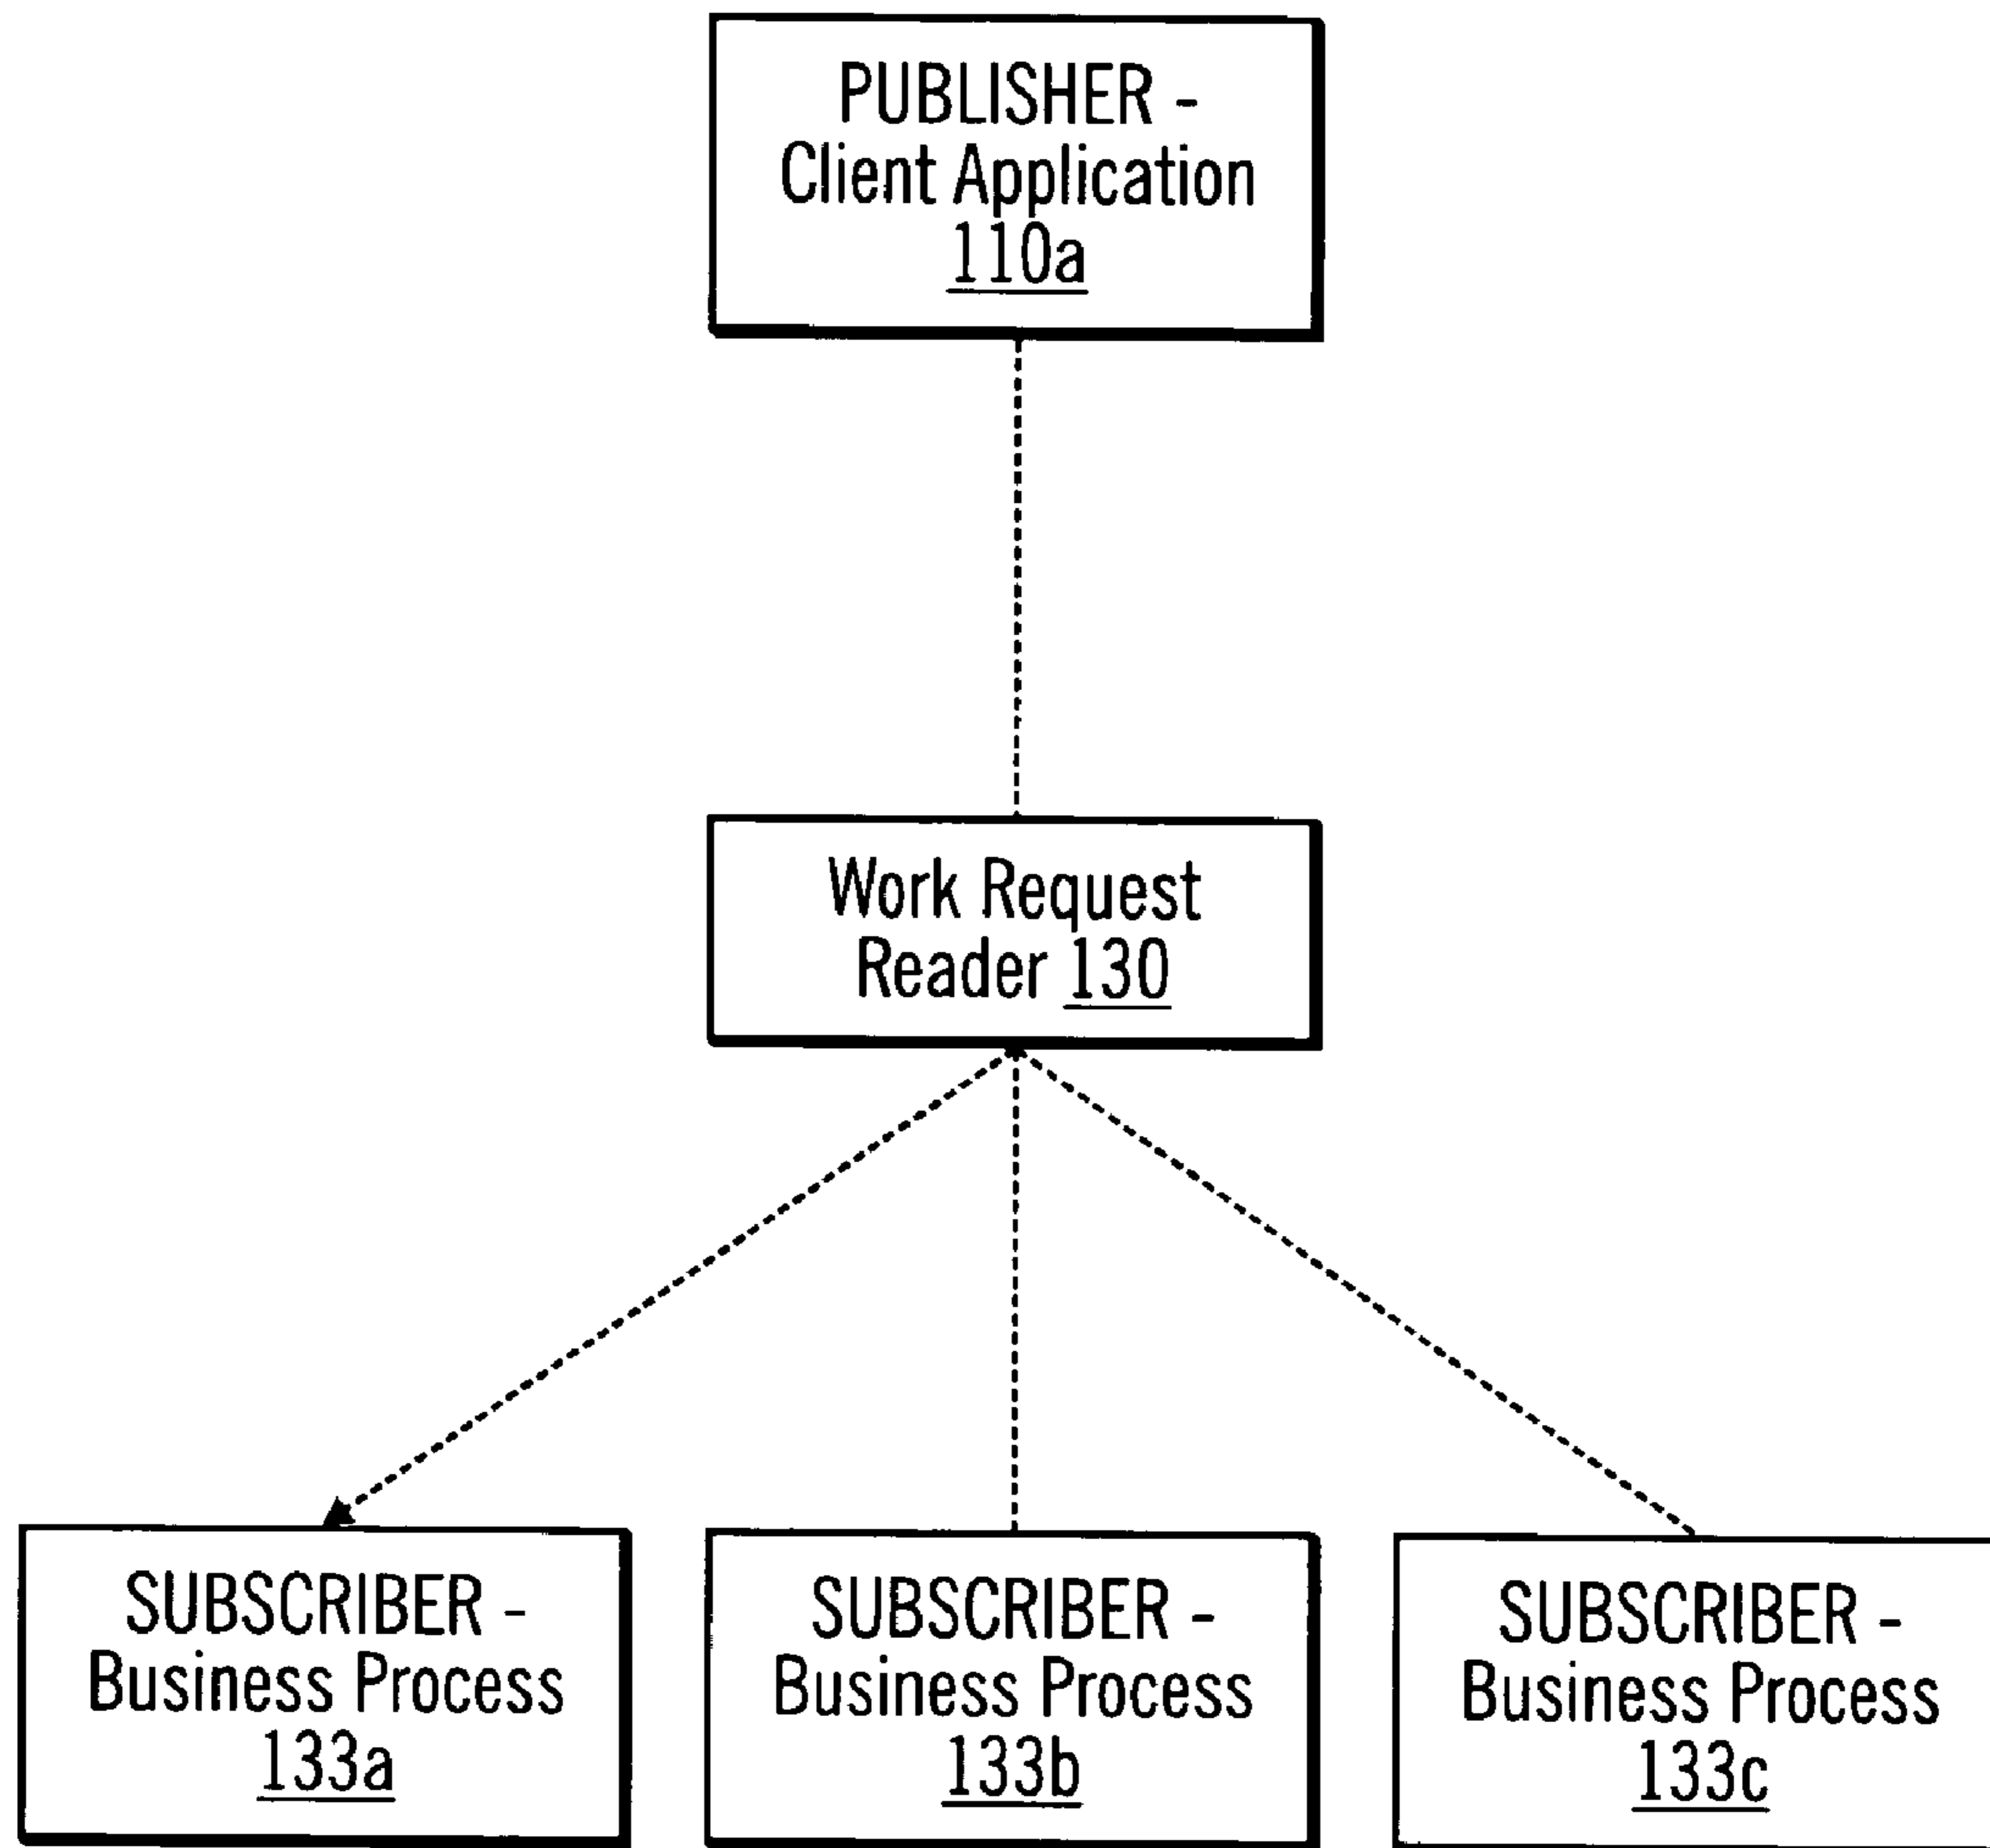 PUBLISHER -
Client Application
110a
Work Request
Reader 130
SUBSCRIBER -
Business Process
133a
SUBSCRIBER -
Business Process
133b
SUBSCRIBER -
Business Process
133c